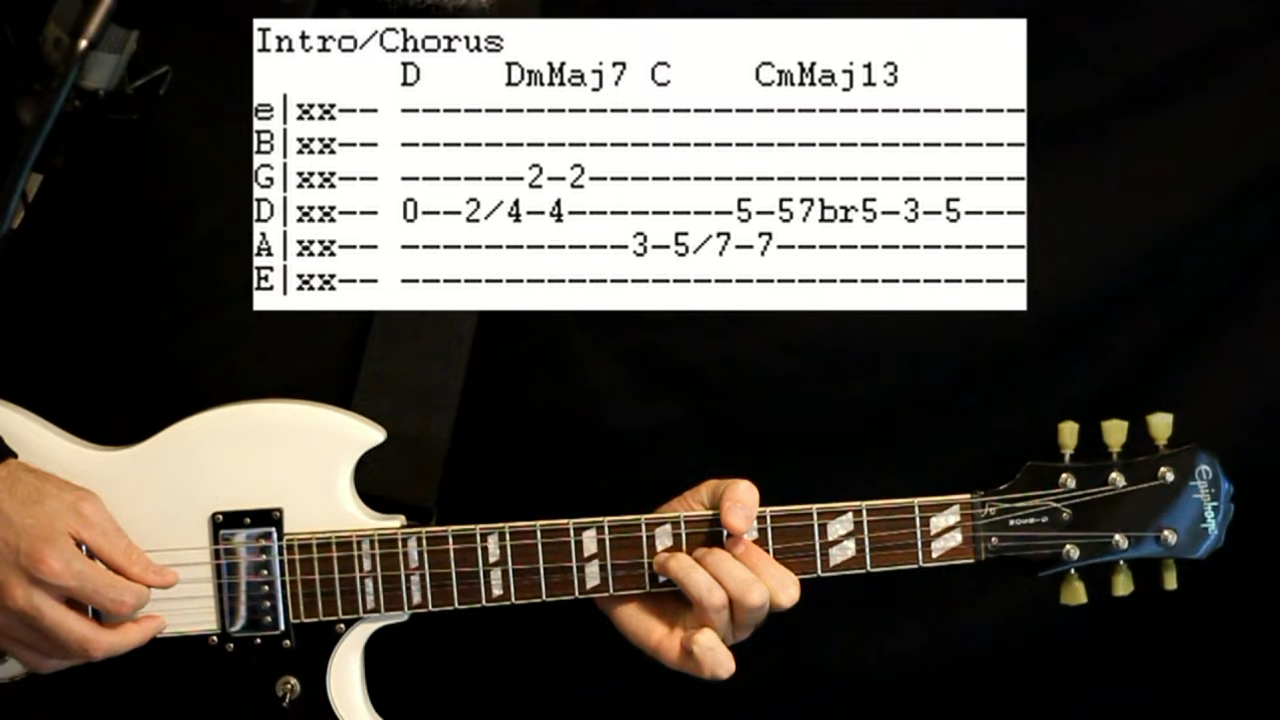 Intro/Chorus
       D    DmMaj7 C    CmMaj13
e|xx-- ------------------------------
B|xx-- ------------------------------
G|xx-- ------2-2---------------------
D|xx-- 0--2/4-4--------5-57br5-3-5---
A|xx-- -----------3-5/7-7------------
E|xx-- ------------------------------
Epiphone